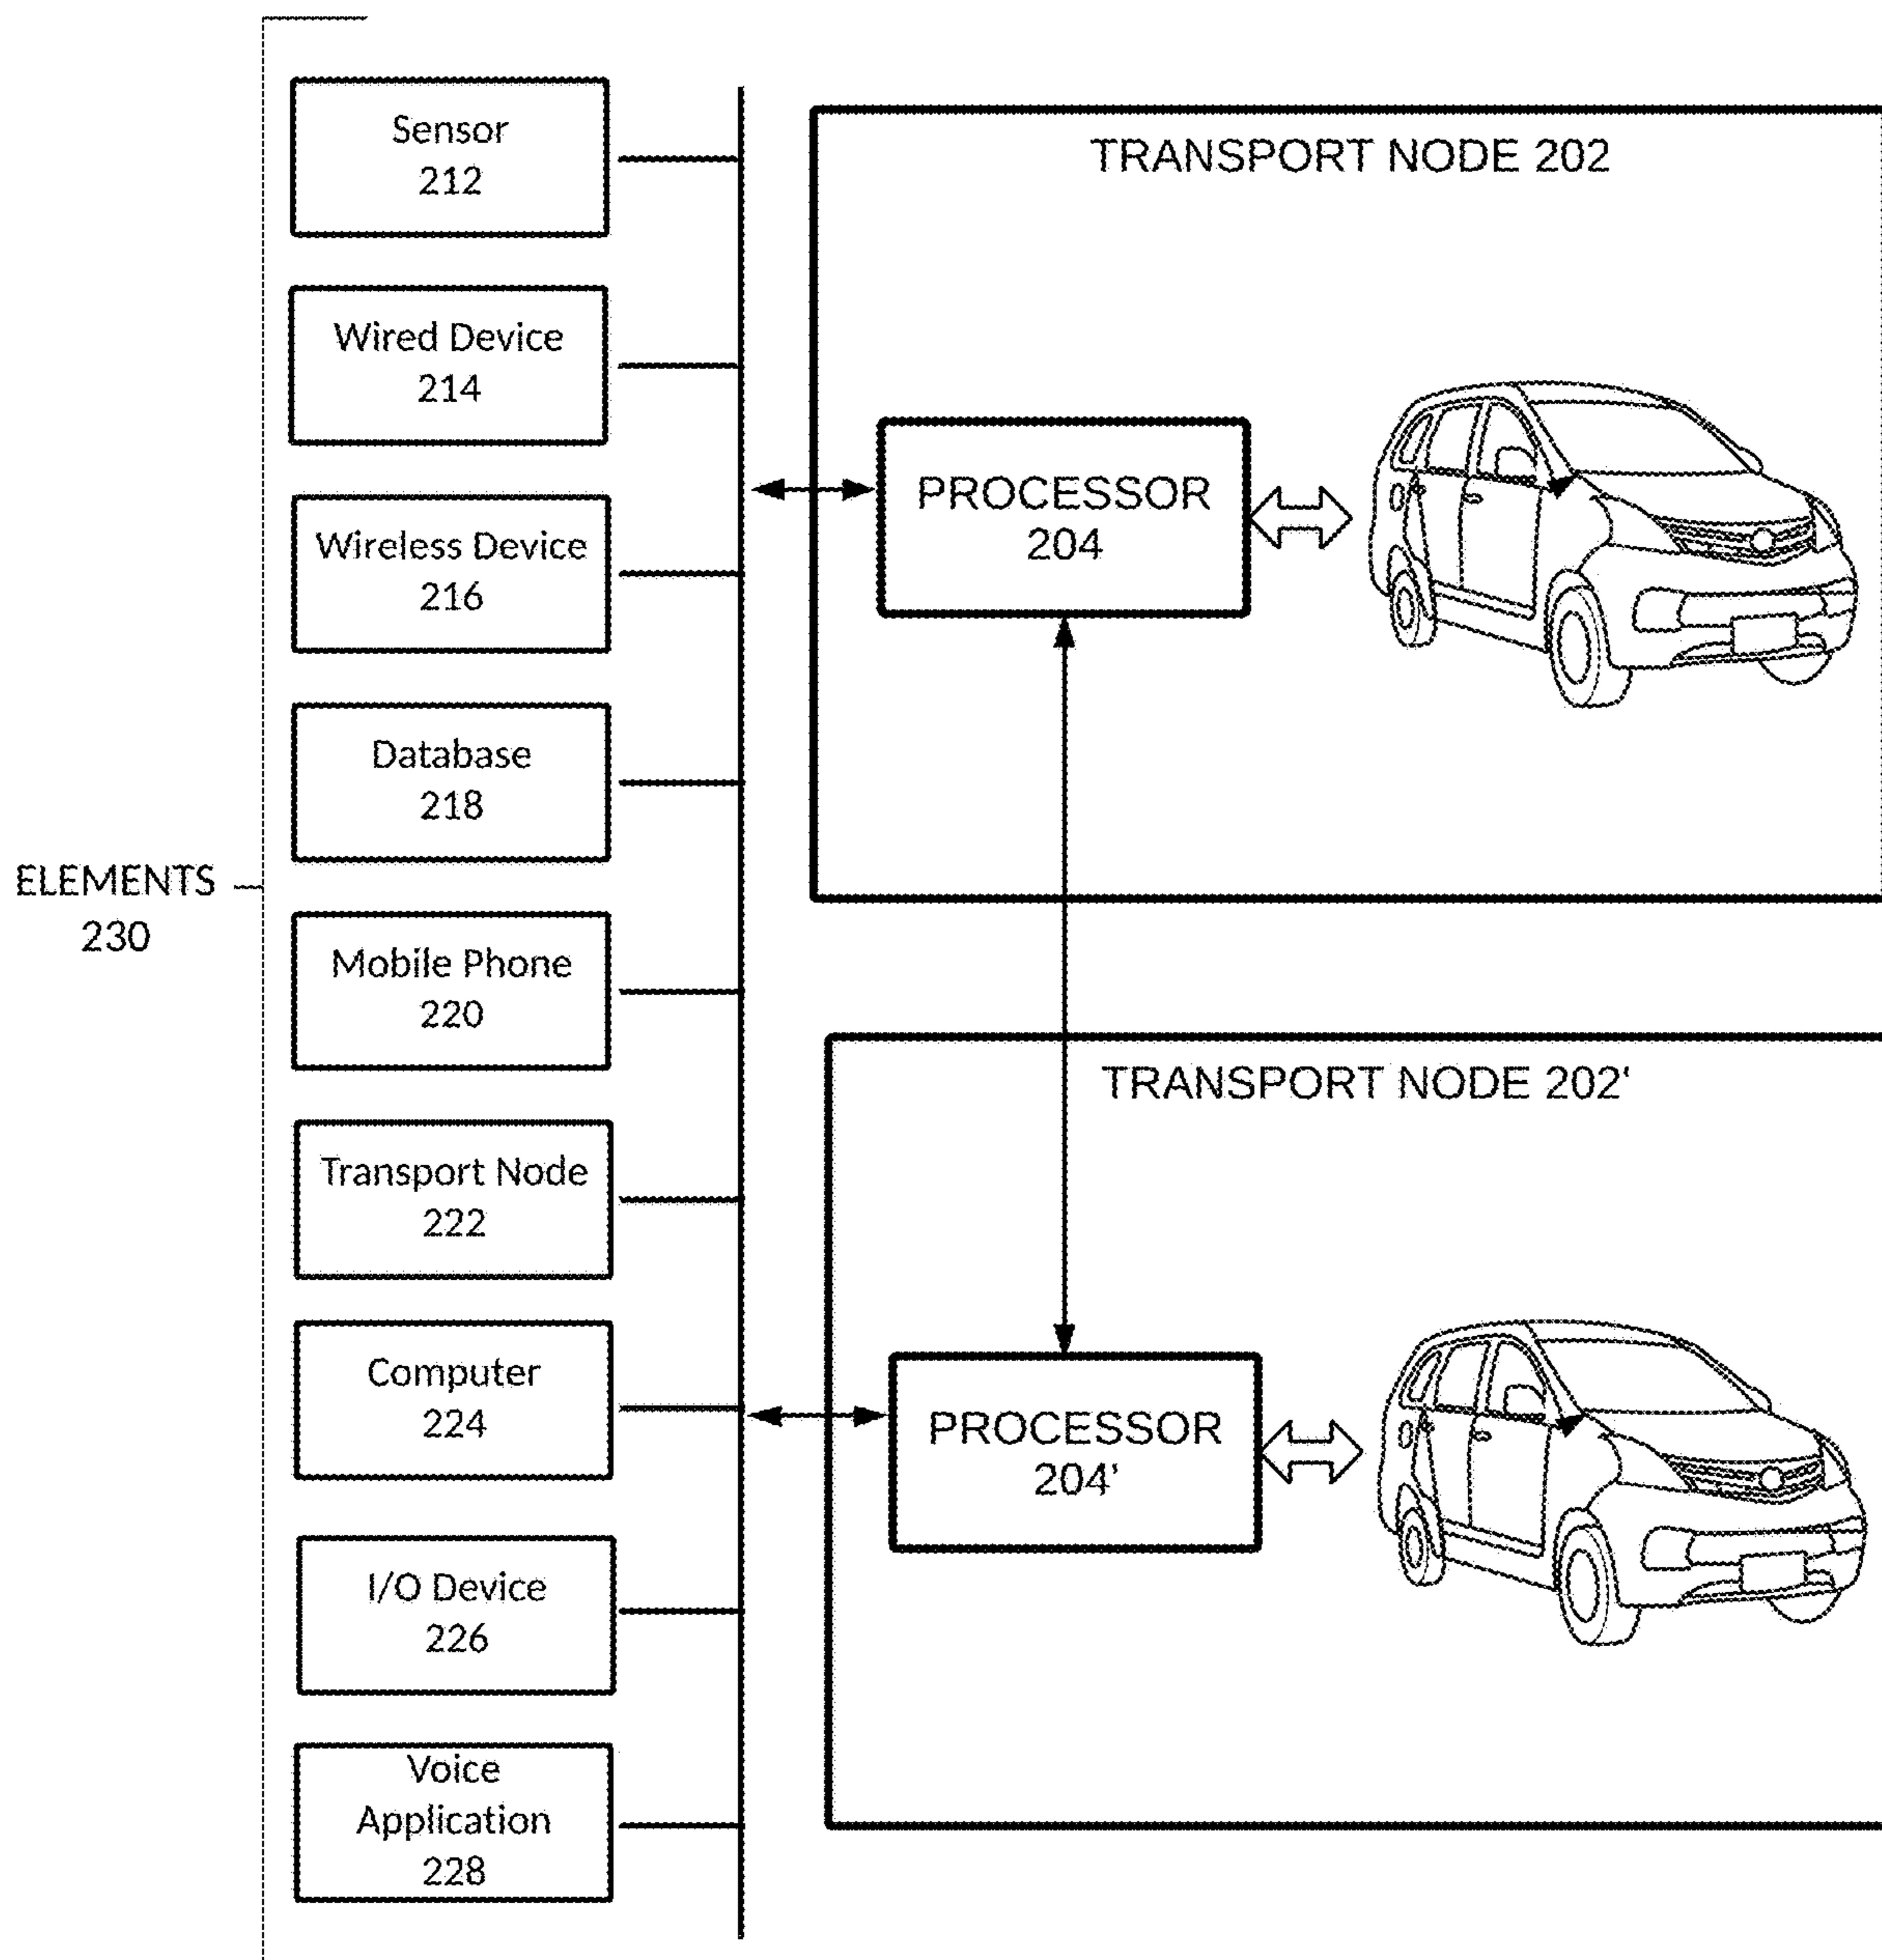 ELEMENTS
230
Sensor
212
Wired Device
214
Wireless Device
216
Database
218
Mobile Phone
220
Transport Node
222
Computer
224
I/O Device
226
Voice
Application
228
TRANSPORT NODE 202
PROCESSOR
204
TRANSPORT NODE 202‘
PROCESSOR
204’